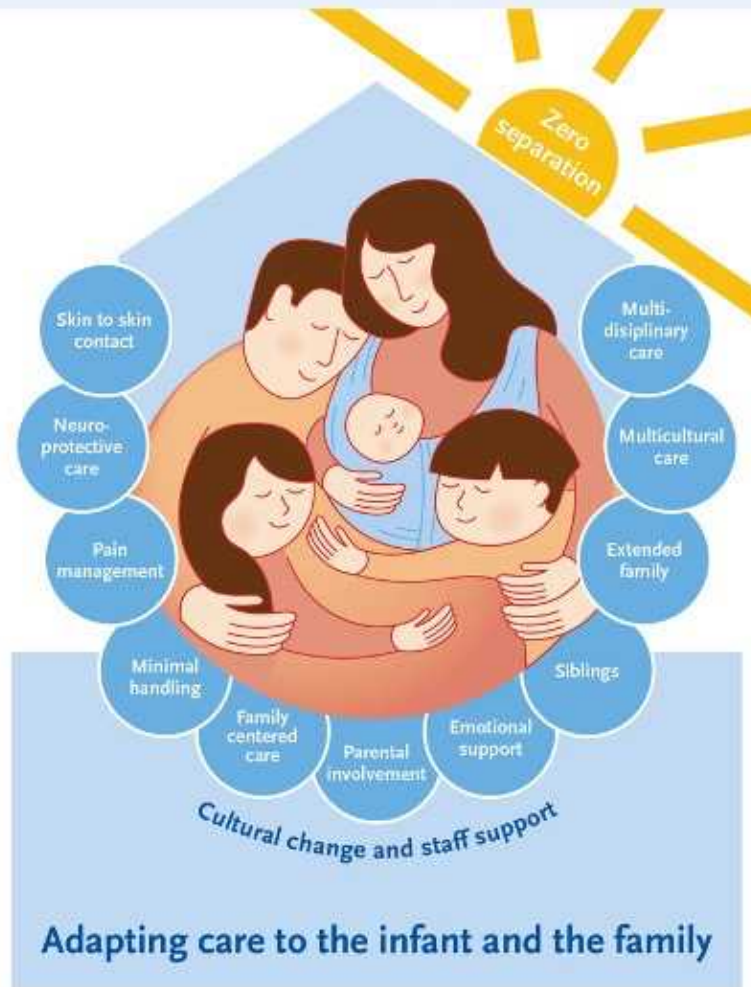 Zero
separation
Skin to skin
contact
Neuro-
protective
care
Pain
management
Minimal
handling
Family
centered
care
Parental
involvement
Emotional
support
Siblings
Extended
family
Multicultural
care
Multi-
disiplinary
care
Cultural change and staff support
Adapting care to the infant and the family